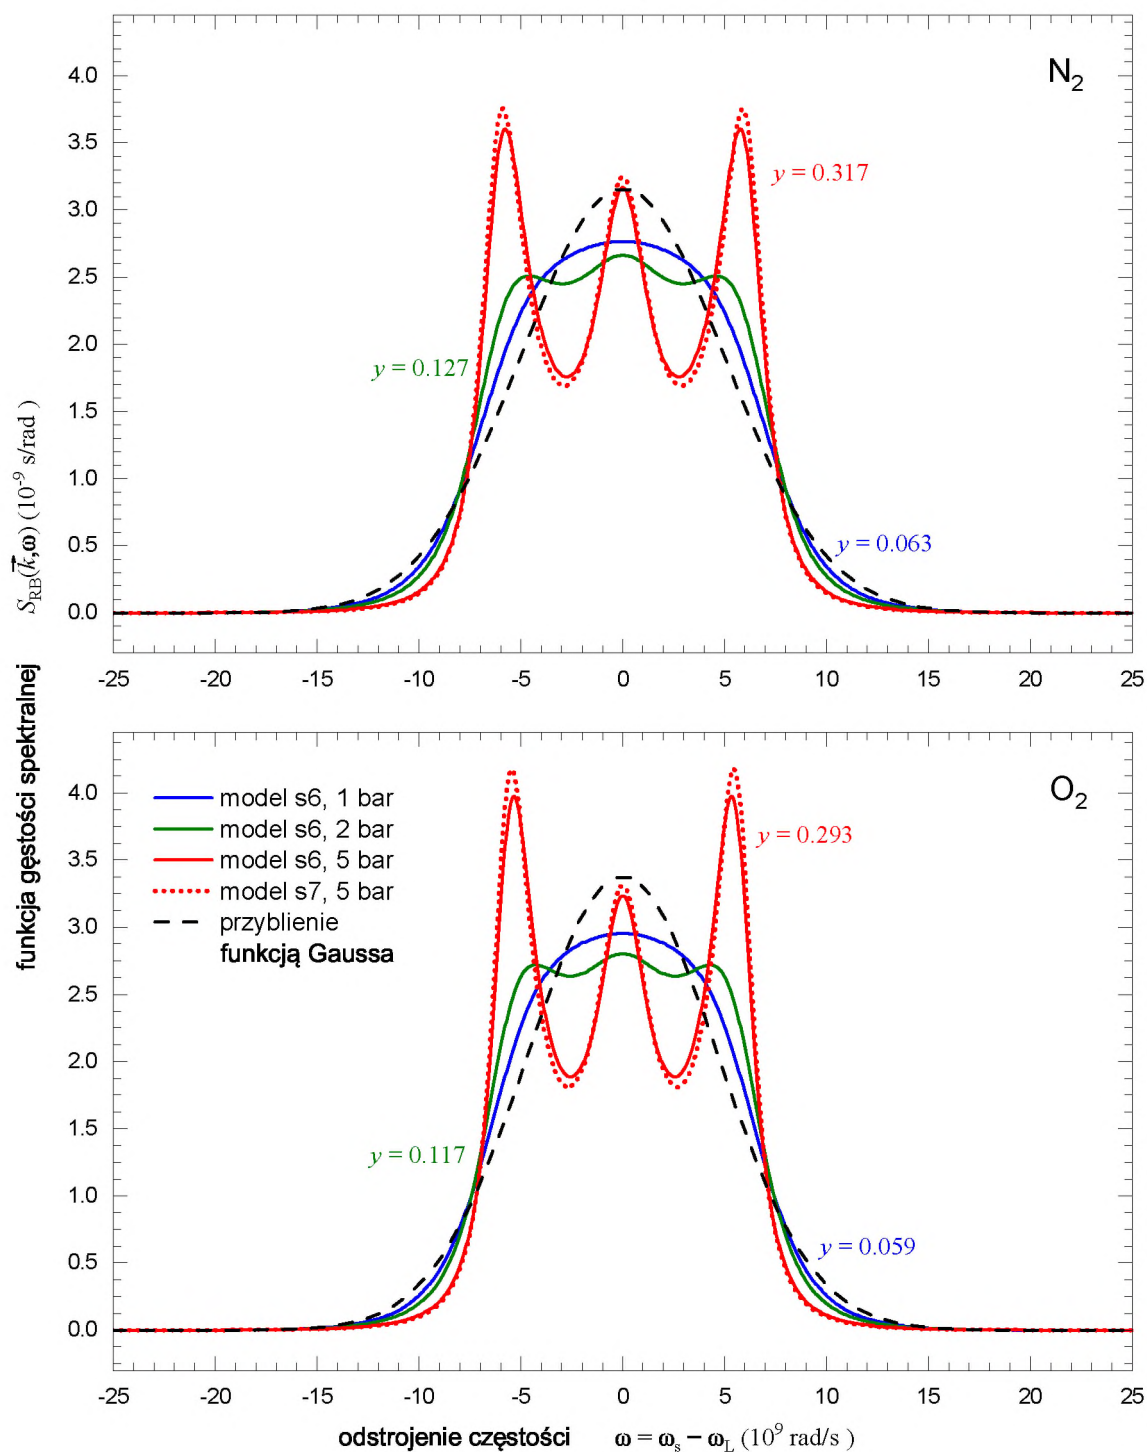 4.0
3.5
3.0
2.5
2.0
1.5
1.0
0.5
0.0
N2
y = 0.317
y = 0.127
y = 0.063
-25 -20 -15 -10 -5 0 5 10 15 20 25
funkcja gęstości spektralnej S_RB(k⃗,ω) (10⁻⁹ s/rad )
4.0
3.5
3.0
2.5
2.0
1.5
1.0
0.5
0.0
O2
model s6, 1 bar
model s6, 2 bar
model s6, 5 bar
model s7, 5 bar
przyblienie
funkcją Gaussa
y = 0.293
y = 0.117
y = 0.059
-25 -20 -15 -10 -5 0 5 10 15 20 25
odstrojenie częstości ω = ωs − ωL (10⁹ rad/s )